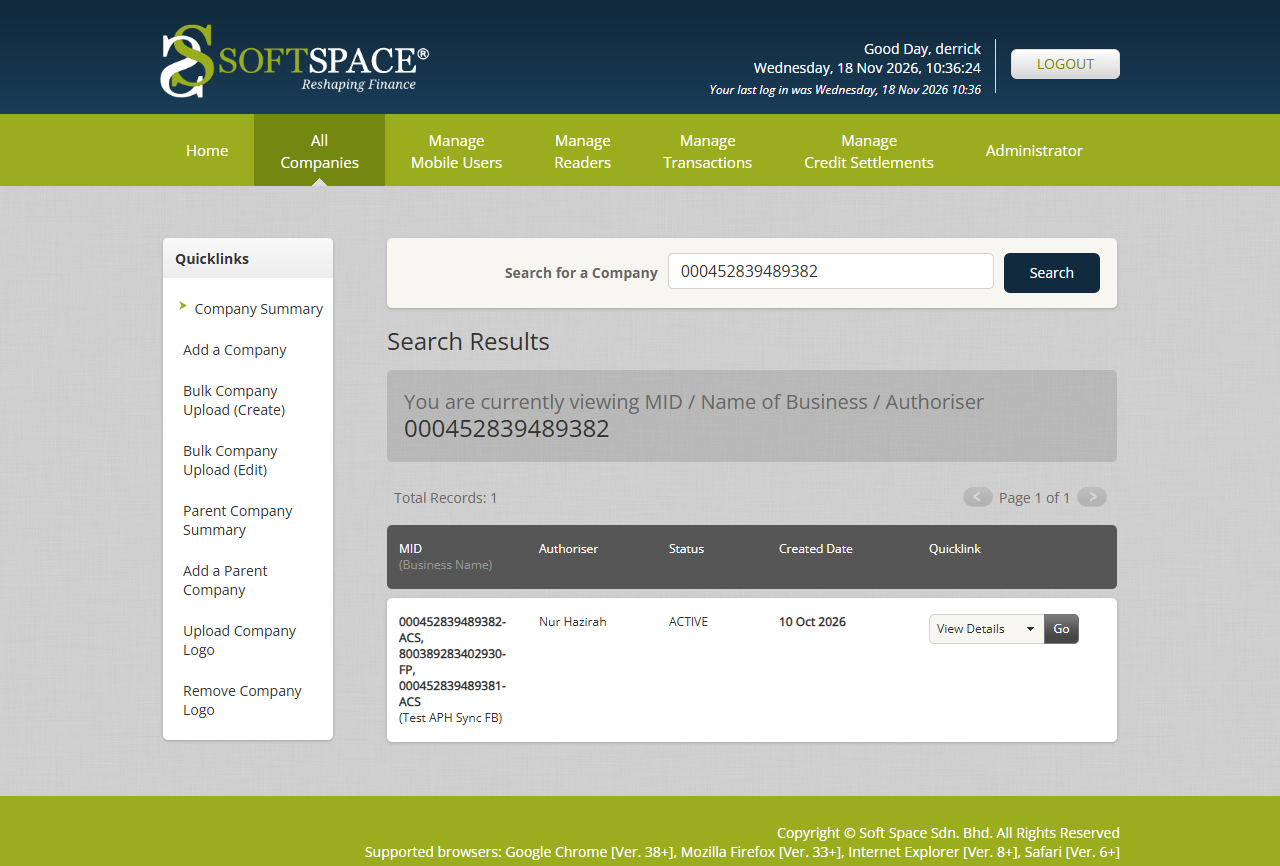 SOFTSPACE®
Reshaping Finance
Good Day, derrick
Wednesday, 18 Nov 2026, 10:36:24
Your last log in was Wednesday, 18 Nov 2026 10:36
LOGOUT
Home
All
Companies
Manage
Mobile Users
Manage
Readers
Manage
Transactions
Manage
Credit Settlements
Administrator
Quicklinks
Company Summary
Add a Company
Bulk Company
Upload (Create)
Bulk Company
Upload (Edit)
Parent Company
Summary
Add a Parent
Company
Upload Company
Logo
Remove Company
Logo
Search for a Company
000452839489382
Search
Search Results
You are currently viewing MID / Name of Business / Authoriser
000452839489382
Total Records: 1
< Page 1 of 1 >
MID
(Business Name)
Authoriser
Status
Created Date
Quicklink
000452839489382-
ACS,
800389283402930-
FP,
000452839489381-
ACS
(Test APH Sync FB)
Nur Hazirah
ACTIVE
10 Oct 2026
View Details
Go
Copyright © Soft Space Sdn. Bhd. All Rights Reserved
Supported browsers: Google Chrome [Ver. 38+], Mozilla Firefox [Ver. 33+], Internet Explorer [Ver. 8+], Safari [Ver. 6+]